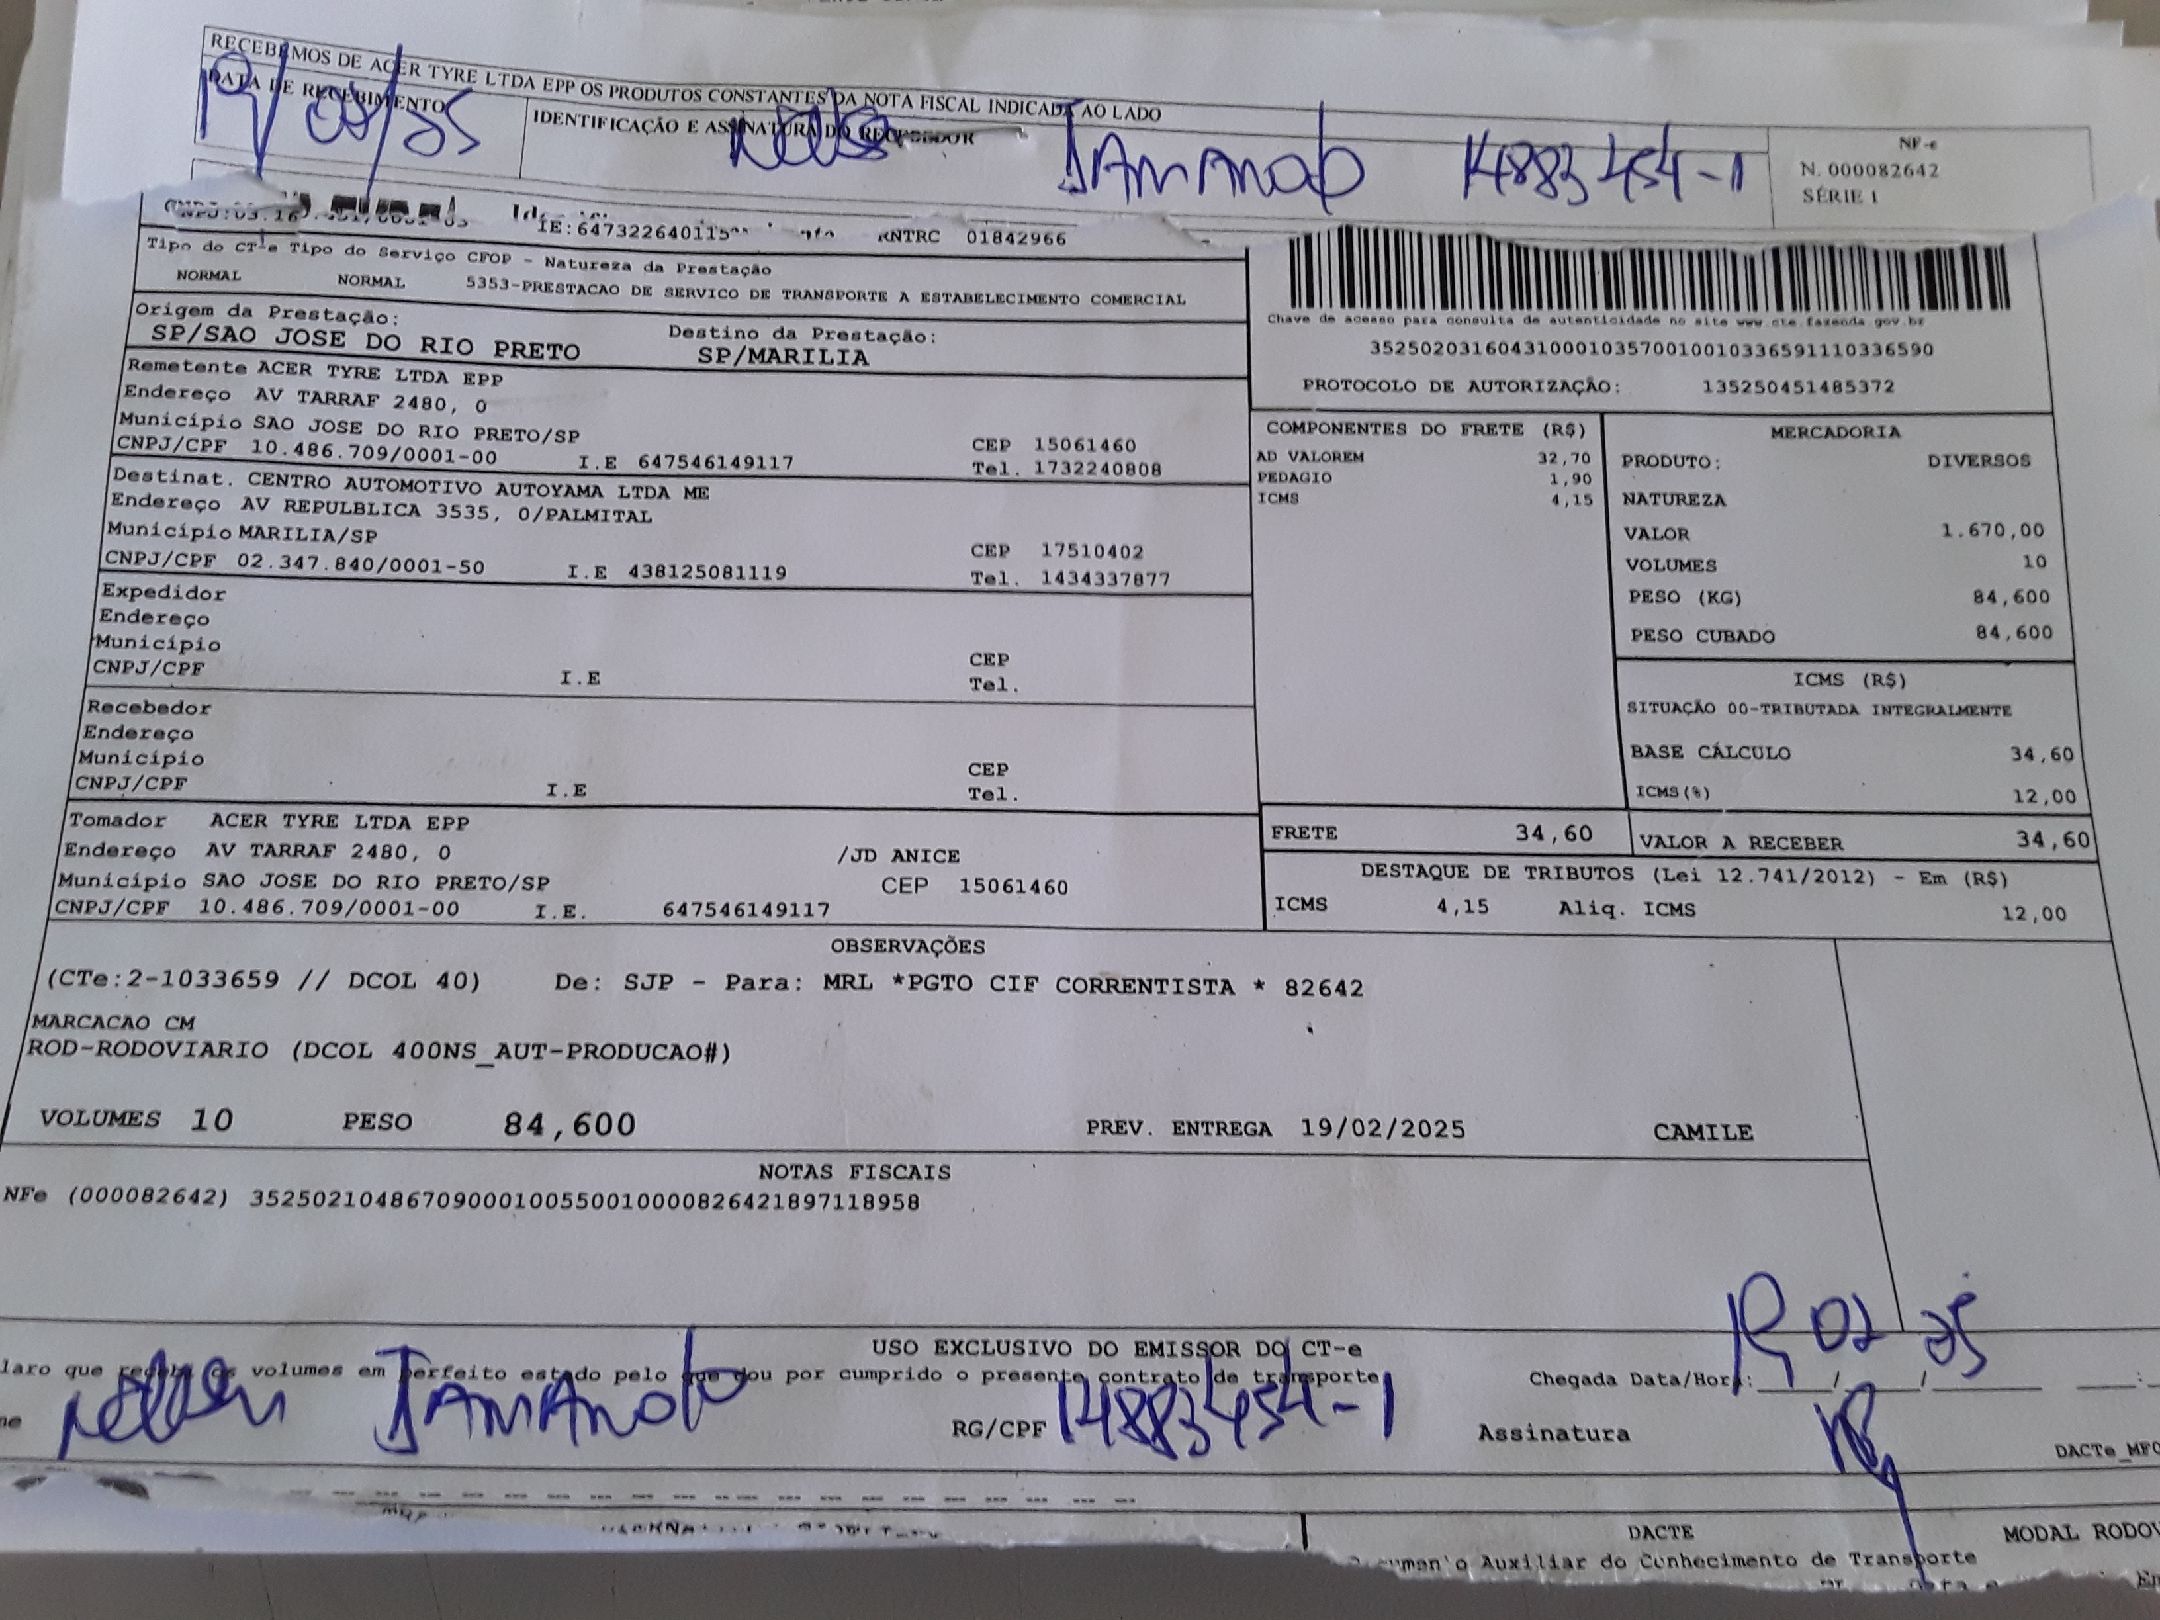 RECEBEMOS DE ACER TYRE LTDA EPP OS PRODUTOS CONSTANTES DA NOTA FISCAL INDICADA AO LADO
DATA DE RECEBIMENTO
IDENTIFICAÇÃO E ASSINATURA DO RECEBEDOR
NF-e
N. 000082642
SÉRIE 1
19/02/25 14883454-1
RNTRC 01842966
Tipo do CT-e Tipo do Serviço CFOP - Natureza da Prestação
NORMAL NORMAL 5353-PRESTACAO DE SERVICO DE TRANSPORTE A ESTABELECIMENTO COMERCIAL
Origem da Prestação: Destino da Prestação:
SP/SAO JOSE DO RIO PRETO SP/MARILIA
Remetente ACER TYRE LTDA EPP
Endereço AV TARRAF 2480, 0
Município SAO JOSE DO RIO PRETO/SP CEP 15061460
CNPJ/CPF 10.486.709/0001-00 I.E 647546149117 Tel. 1732240808
Destinat. CENTRO AUTOMOTIVO AUTOYAMA LTDA ME
Endereço AV REPULBLICA 3535, 0/PALMITAL
Município MARILIA/SP CEP 17510402
CNPJ/CPF 02.347.840/0001-50 I.E 438125081119 Tel. 1434337877
Expedidor
Endereço
Município CEP
CNPJ/CPF I.E Tel.
Recebedor
Endereço
Município CEP
CNPJ/CPF I.E Tel.
Tomador ACER TYRE LTDA EPP
Endereço AV TARRAF 2480, 0 /JD ANICE
Município SAO JOSE DO RIO PRETO/SP CEP 15061460
CNPJ/CPF 10.486.709/0001-00 I.E. 647546149117
Chave de acesso para consulta de autenticidade no site www.cte.fazenda.gov.br
35250203160431000103570010010336591110336590
PROTOCOLO DE AUTORIZAÇÃO: 135250451485372
COMPONENTES DO FRETE (R$)
AD VALOREM 32,70
PEDAGIO 1,90
ICMS 4,15
MERCADORIA
PRODUTO: DIVERSOS
NATUREZA
VALOR 1.670,00
VOLUMES 10
PESO (KG) 84,600
PESO CUBADO 84,600
ICMS (R$)
SITUAÇÃO 00-TRIBUTADA INTEGRALMENTE
BASE CÁLCULO 34,60
ICMS(%) 12,00
FRETE 34,60 VALOR A RECEBER 34,60
DESTAQUE DE TRIBUTOS (Lei 12.741/2012) - Em (R$)
ICMS 4,15 Aliq. ICMS 12,00
OBSERVAÇÕES
(CTe:2-1033659 // DCOL 40) De: SJP - Para: MRL *PGTO CIF CORRENTISTA * 82642
MARCACAO CM
ROD-RODOVIARIO (DCOL 400NS_AUT-PRODUCAO#)
VOLUMES 10 PESO 84,600 PREV. ENTREGA 19/02/2025 CAMILE
NOTAS FISCAIS
NFe (000082642) 35250210486709000100550010000826421897118958
USO EXCLUSIVO DO EMISSOR DO CT-e
laro que recebi os volumes em perfeito estado pelo que dou por cumprido o presente contrato de transporte
Chegada Data/Hora: 19 02 25
RG/CPF 14883454-1 Assinatura
DACTe_MFC
DACTE MODAL RODOV
Auxiliar do Conhecimento de Transporte